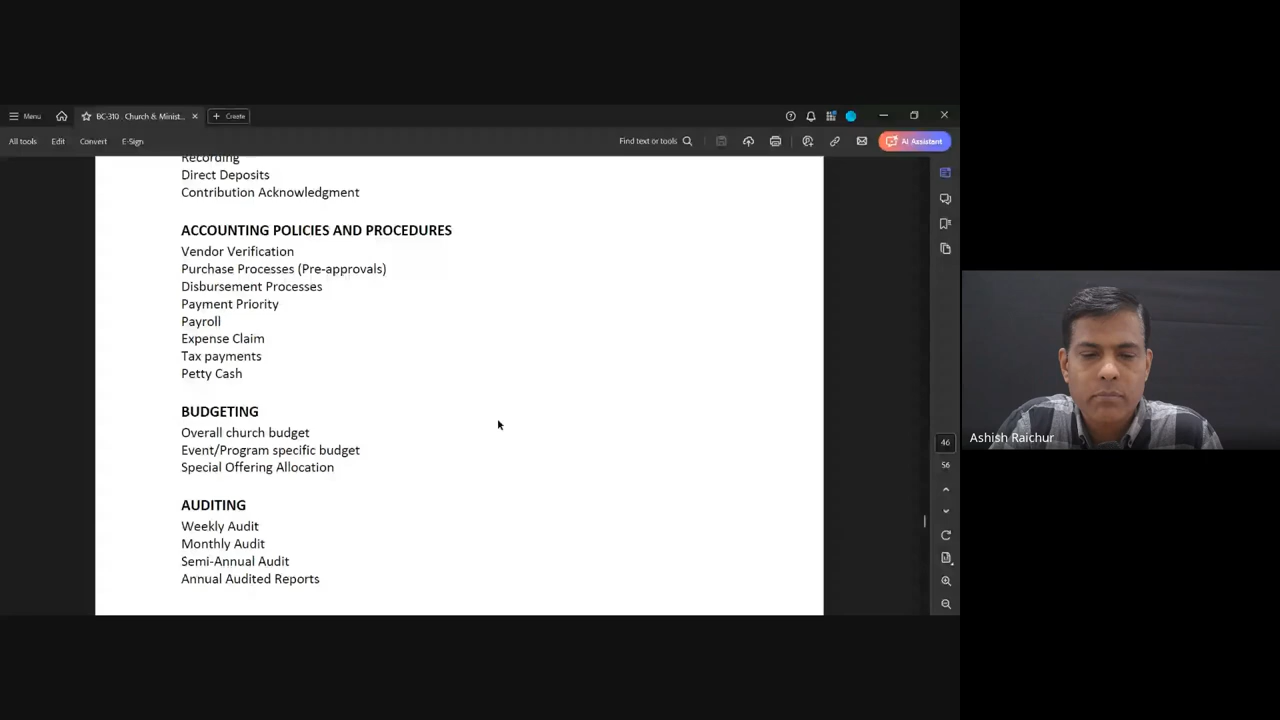 Menu
BC-310 Church & Minist...
Create
All tools
Edit
Convert
E-Sign
Find text or tools
AI Assistant
Recording
Direct Deposits
Contribution Acknowledgment
ACCOUNTING POLICIES AND PROCEDURES
Vendor Verification
Purchase Processes (Pre-approvals)
Disbursement Processes
Payment Priority
Payroll
Expense Claim
Tax payments
Petty Cash
BUDGETING
Overall church budget
Event/Program specific budget
Special Offering Allocation
AUDITING
Weekly Audit
Monthly Audit
Semi-Annual Audit
Annual Audited Reports
46
56
Ashish Raichur